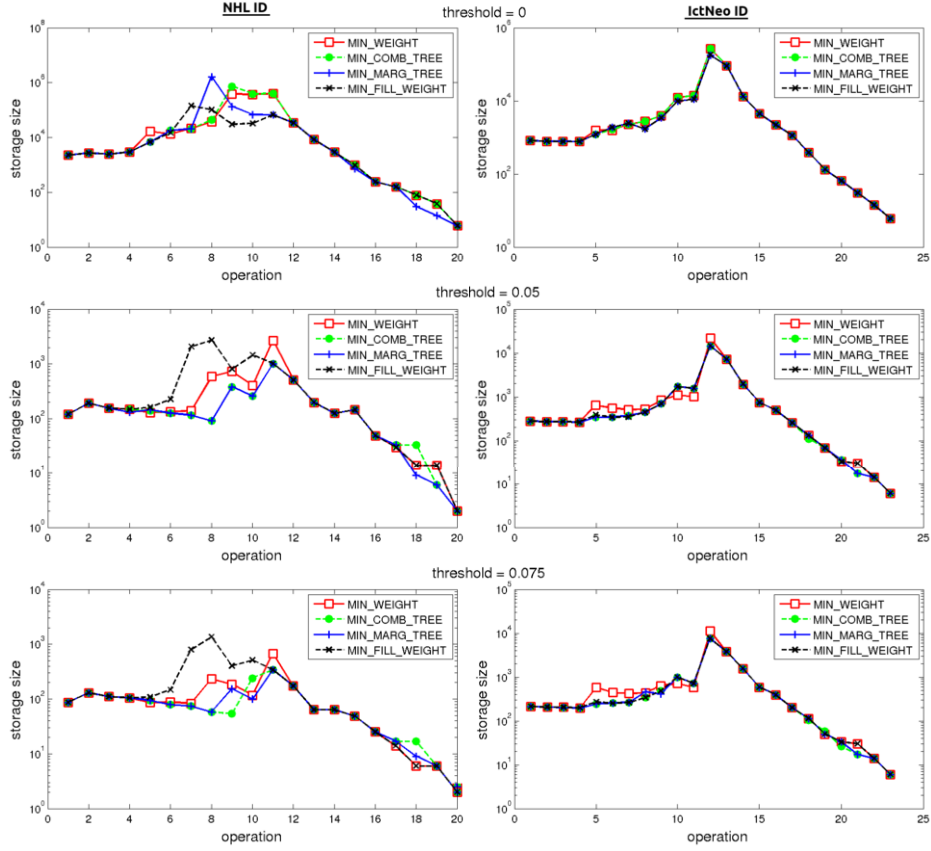 NHL ID
threshold = 0
IctNeo ID
10^8
10^6
10^4
10^2
10^0
storage size
MIN_WEIGHT
MIN_COMB_TREE
MIN_MARG_TREE
MIN_FILL_WEIGHT
0 2 4 6 8 10 12 14 16 18 20
operation
10^6
10^4
10^2
10^0
storage size
MIN_WEIGHT
MIN_COMB_TREE
MIN_MARG_TREE
MIN_FILL_WEIGHT
0 5 10 15 20 25
operation
threshold = 0.05
10^4
10^3
10^2
10^1
10^0
storage size
MIN_WEIGHT
MIN_COMB_TREE
MIN_MARG_TREE
MIN_FILL_WEIGHT
0 2 4 6 8 10 12 14 16 18 20
operation
10^5
10^4
10^3
10^2
10^1
10^0
storage size
MIN_WEIGHT
MIN_COMB_TREE
MIN_MARG_TREE
MIN_FILL_WEIGHT
0 5 10 15 20 25
operation
threshold = 0.075
10^4
10^3
10^2
10^1
10^0
storage size
MIN_WEIGHT
MIN_COMB_TREE
MIN_MARG_TREE
MIN_FILL_WEIGHT
0 2 4 6 8 10 12 14 16 18 20
operation
10^5
10^4
10^3
10^2
10^1
10^0
storage size
MIN_WEIGHT
MIN_COMB_TREE
MIN_MARG_TREE
MIN_FILL_WEIGHT
0 5 10 15 20 25
operation